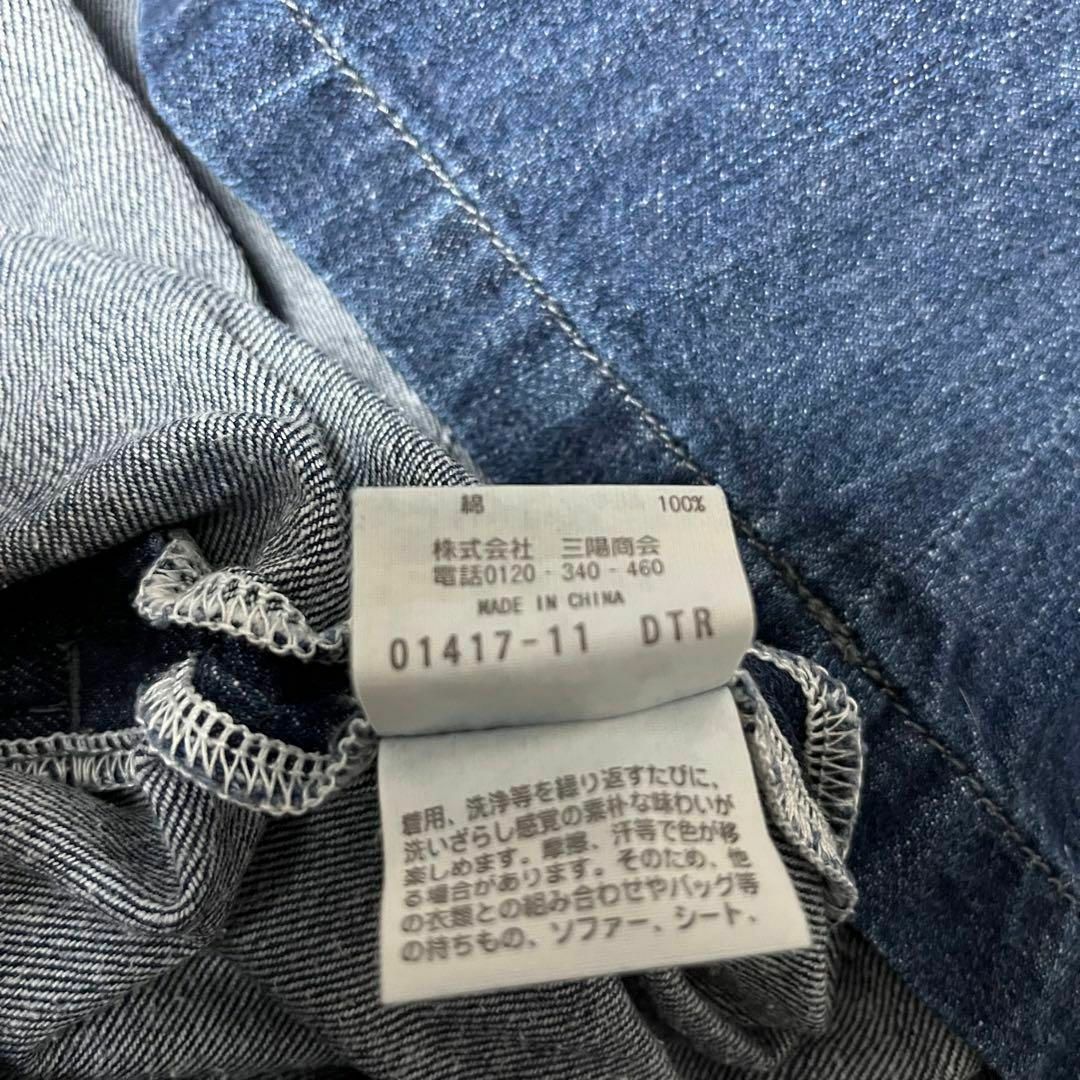 綿 100%
株式会社 三陽商会
電話0120-340-460
MADE IN CHINA
01417-11 DTR
着用、洗浄等を繰り返すたびに、
洗いざらし感覚の素朴な味わいが
楽しめます。摩擦、汗等で色が移
る場合があります。そのため、他
の衣類との組み合わせやバッグ等
の持ちもの、ソファー、シート、